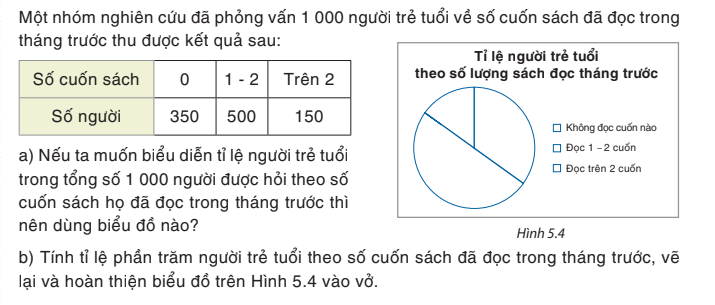 Một nhóm nghiên cứu đã phỏng vấn 1 000 người trẻ tuổi về số cuốn sách đã đọc trong
tháng trước thu được kết quả sau:
Số cuốn sách 0 1 - 2 Trên 2
Số người 350 500 150
a) Nếu ta muốn biểu diễn tỉ lệ người trẻ tuổi
trong tổng số 1 000 người được hỏi theo số
cuốn sách họ đã đọc trong tháng trước thì
nên dùng biểu đồ nào?
Tỉ lệ người trẻ tuổi
theo số lượng sách đọc tháng trước
Không đọc cuốn nào
Đọc 1 – 2 cuốn
Đọc trên 2 cuốn
Hình 5.4
b) Tính tỉ lệ phần trăm người trẻ tuổi theo số cuốn sách đã đọc trong tháng trước, vẽ
lại và hoàn thiện biểu đồ trên Hình 5.4 vào vở.